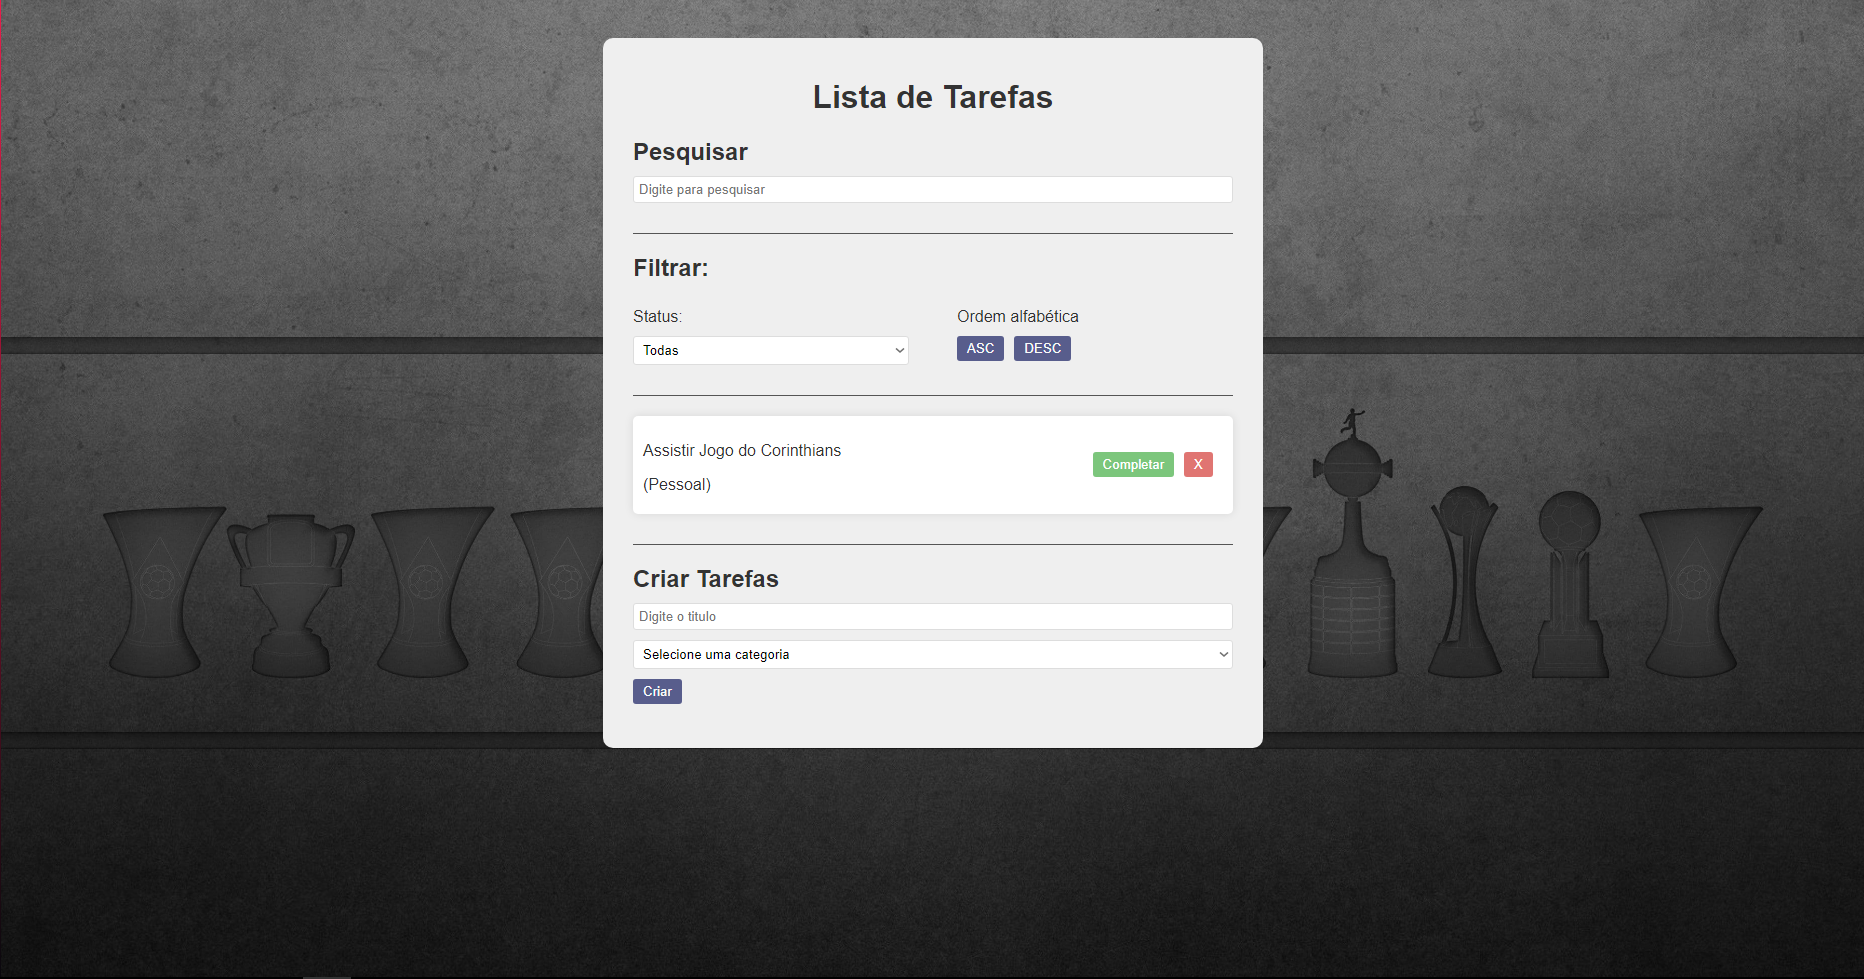 Lista de Tarefas
Pesquisar
Digite para pesquisar
Filtrar:
Status:
Ordem alfabética
Todas
ASC DESC
Assistir Jogo do Corinthians
(Pessoal)
Completar X
Criar Tarefas
Digite o titulo
Selecione uma categoria
Criar